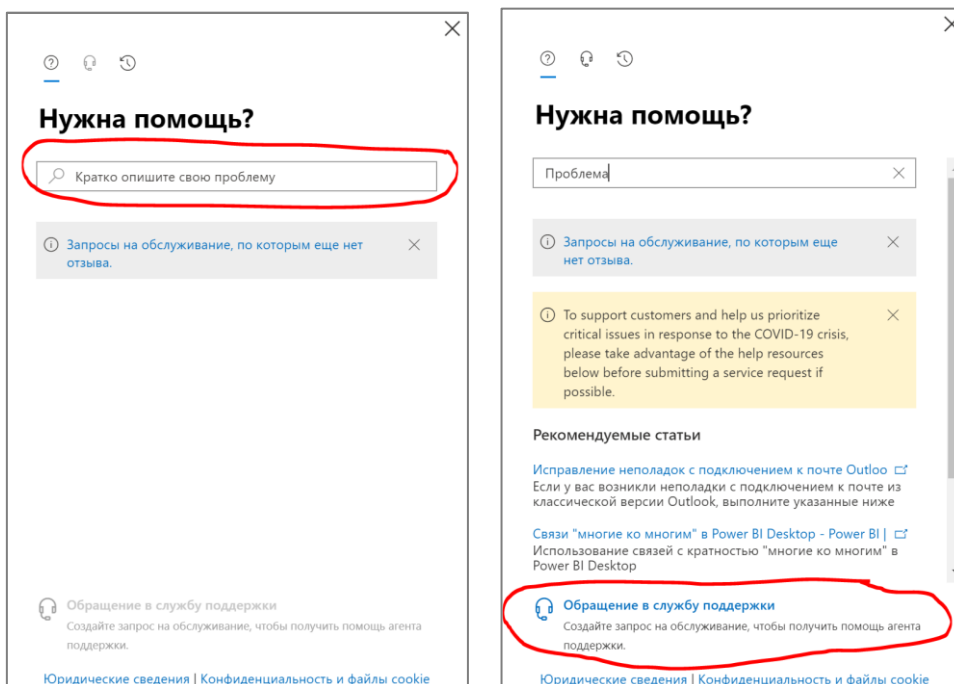 Нужна помощь?
Кратко опишите свою проблему
Запросы на обслуживание, по которым еще нет
отзыва.
Обращение в службу поддержки
Создайте запрос на обслуживание, чтобы получить помощь агента
поддержки.
Юридические сведения | Конфиденциальность и файлы cookie
Нужна помощь?
Проблема
Запросы на обслуживание, по которым еще
нет отзыва.
To support customers and help us prioritize
critical issues in response to the COVID-19 crisis,
please take advantage of the help resources
below before submitting a service request if
possible.
Рекомендуемые статьи
Исправление неполадок с подключением к почте Outloo
Если у вас возникли неполадки с подключением к почте из
классической версии Outlook, выполните указанные ниже
Связи "многие ко многим" в Power BI Desktop - Power BI |
Использование связей с кратностью "многие ко многим" в
Power BI Desktop
Обращение в службу поддержки
Создайте запрос на обслуживание, чтобы получить помощь агента
поддержки.
Юридические сведения | Конфиденциальность и файлы cookie